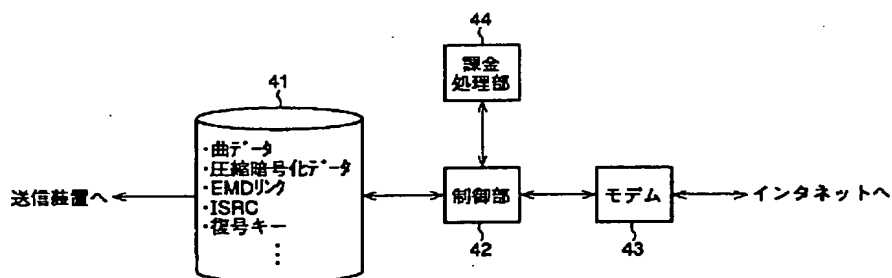 44
課金
処理部
41
・曲データ
・圧縮暗号化データ
・EMDリンク
・ISRC
・復号キー
⋮
送信装置へ
制御部
42
モデム
43
インタネットへ